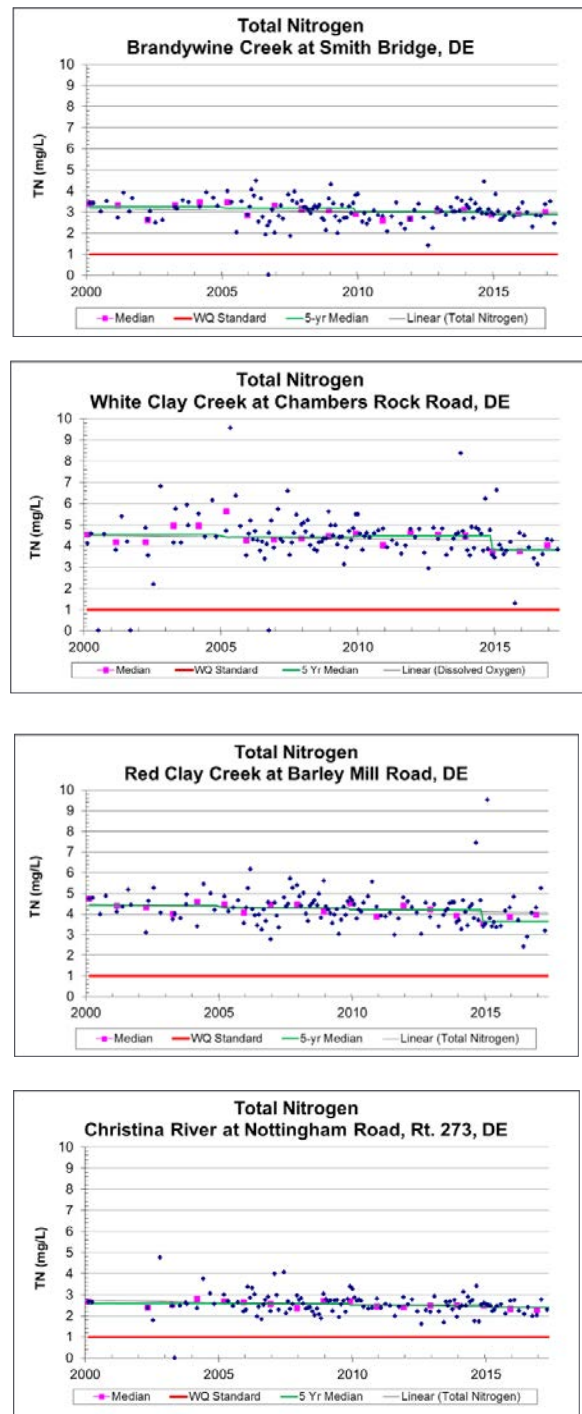 Total Nitrogen
Brandywine Creek at Smith Bridge, DE
10
9
8
7
6
5
4
3
2
1
0
TN (mg/L)
2000 2005 2010 2015
Median WQ Standard 5-yr Median Linear (Total Nitrogen)
Total Nitrogen
White Clay Creek at Chambers Rock Road, DE
10
9
8
7
6
5
4
3
2
1
0
TN (mg/L)
2000 2005 2010 2015
Median WQ Standard 5 Yr Median Linear (Dissolved Oxygen)
Total Nitrogen
Red Clay Creek at Barley Mill Road, DE
10
9
8
7
6
5
4
3
2
1
0
TN (mg/L)
2000 2005 2010 2015
Median WQ Standard 5-yr Median Linear (Total Nitrogen)
Total Nitrogen
Christina River at Nottingham Road, Rt. 273, DE
10
9
8
7
6
5
4
3
2
1
0
TN (mg/L)
2000 2005 2010 2015
Median WQ Standard 5 Yr Median Linear (Total Nitrogen)